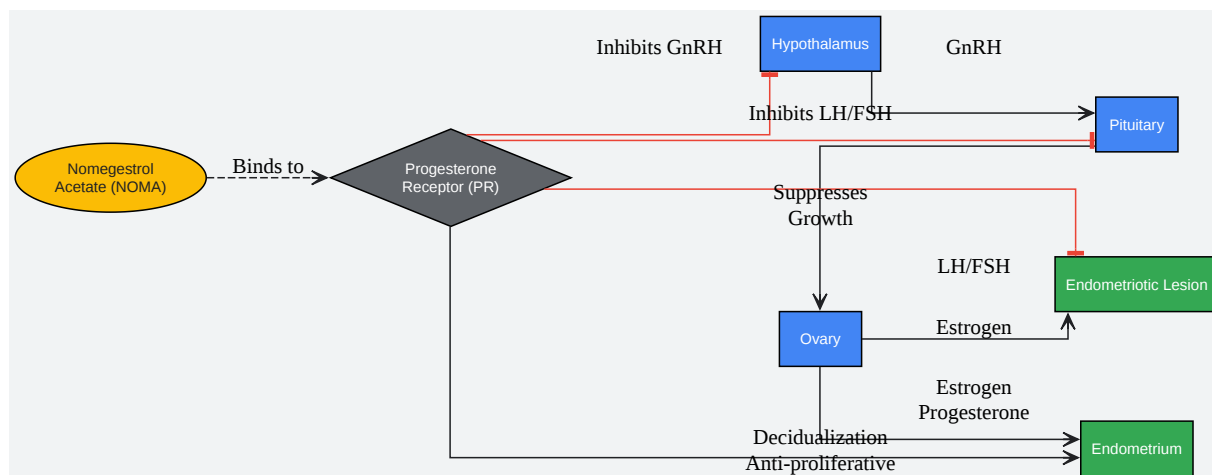 Inhibits GnRH
Hypothalamus
GnRH
Inhibits LH/FSH
Pituitary
Nomegestrol
Acetate (NOMA)
Binds to
Progesterone
Receptor (PR)
Suppresses
Growth
LH/FSH
Endometriotic Lesion
Ovary
Estrogen
Estrogen
Progesterone
Decidualization
Anti-proliferative
Endometrium